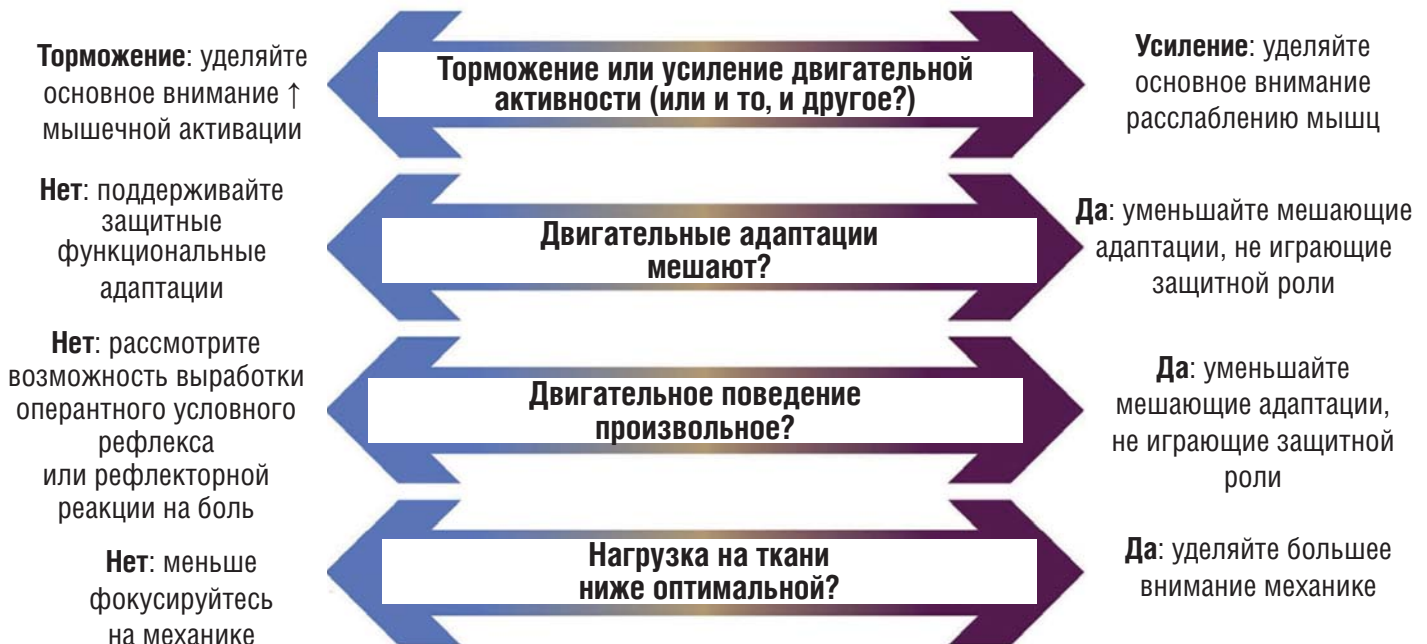 Торможение: уделяйте
основное внимание ↑
мышечной активации
Торможение или усиление двигательной
активности (или и то, и другое?)
Усиление: уделяйте
основное внимание
расслаблению мышц
Нет: поддерживайте
защитные
функциональные
адаптации
Двигательные адаптации
мешают?
Да: уменьшайте мешающие
адаптации, не играющие
защитной роли
Нет: рассмотрите
возможность выработки
оперантного условного
рефлекса
или рефлекторной
реакции на боль
Двигательное поведение
произвольное?
Да: уменьшайте
мешающие адаптации,
не играющие защитной
роли
Нет: меньше
фокусируйтесь
на механике
Нагрузка на ткани
ниже оптимальной?
Да: уделяйте большее
внимание механике